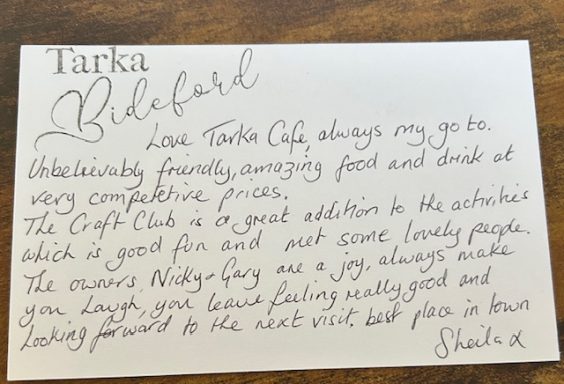 Tarka
Bideford
Love Tarka Cafe, always my go to.
Unbelievably friendly, amazing food and drink at
very competetive prices.
The Craft Club is a great addition to the activities
which is good fun and met some lovely people.
The owners, Nicky + Gary are a joy, always make
you laugh, you leave feeling really good and
looking forward to the next visit. best place in town
Sheila x